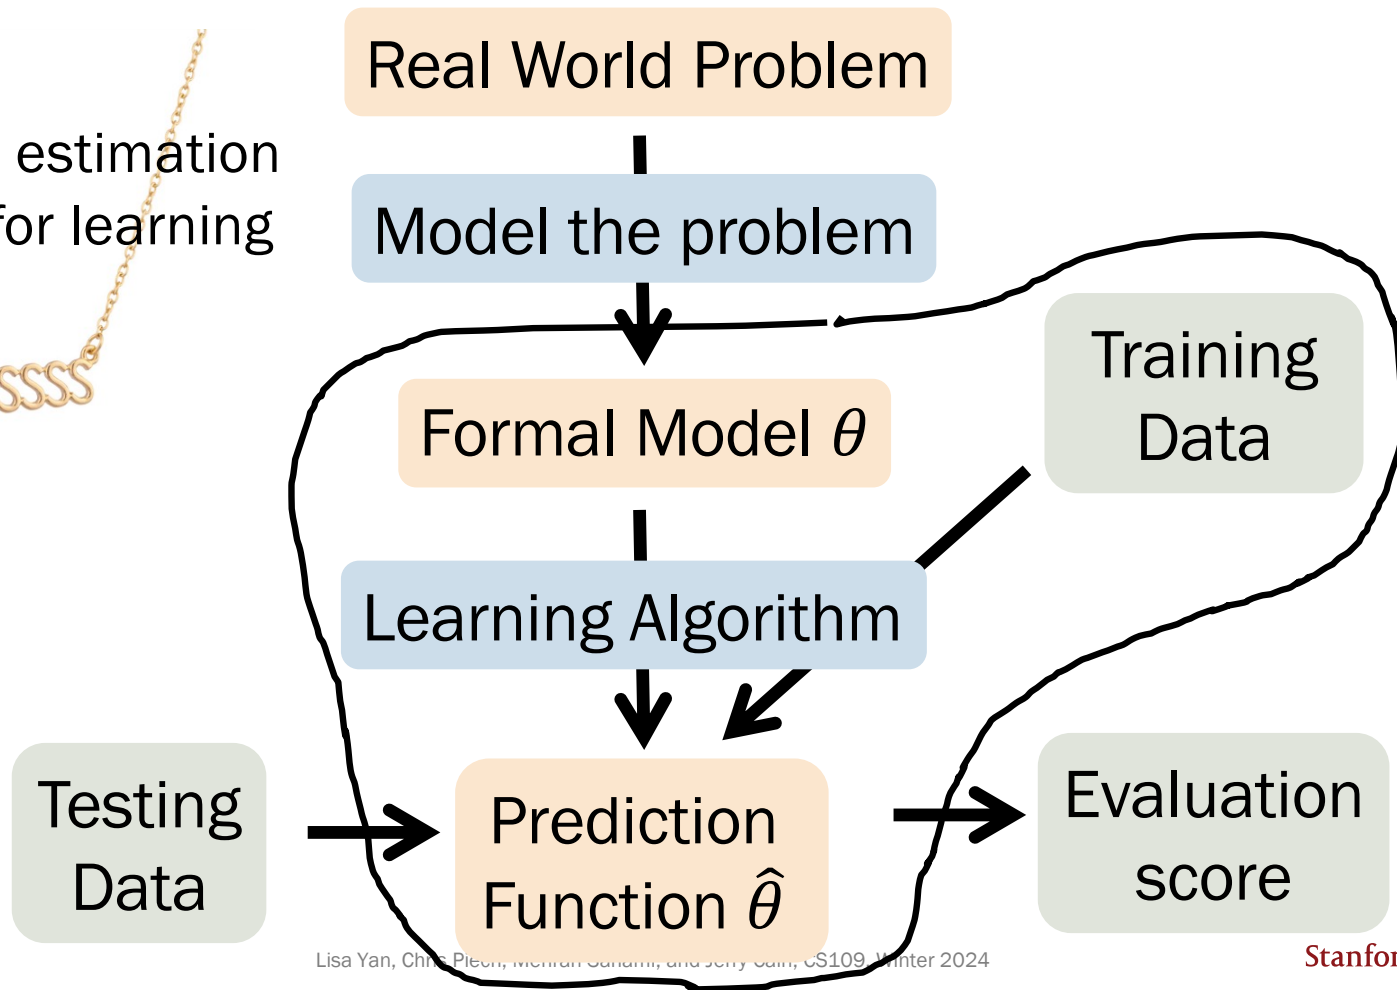 Real World Problem
estimation
for learning
Model the problem
Training
Data
Formal Model θ
Learning Algorithm
Testing
Data
Prediction
Function θ̂
Evaluation
score
Lisa Yan, Chris Piech, Mehran Sahami, and Jerry Cain, CS109, Winter 2024